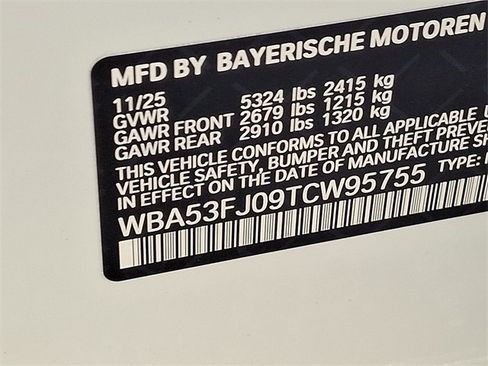 MFD BY BAYERISCHE MOTOREN
11/25
GVWR 5324 lbs 2415 kg
GAWR FRONT 2679 lbs 1215 kg
GAWR REAR 2910 lbs 1320 kg
THIS VEHICLE CONFORMS TO ALL APPLICABLE
VEHICLE SAFETY, BUMPER AND THEFT
IN EFFECT ON THE DATE OF MANUFACTURE
WBA53FJ09TCW95755 TYPE: